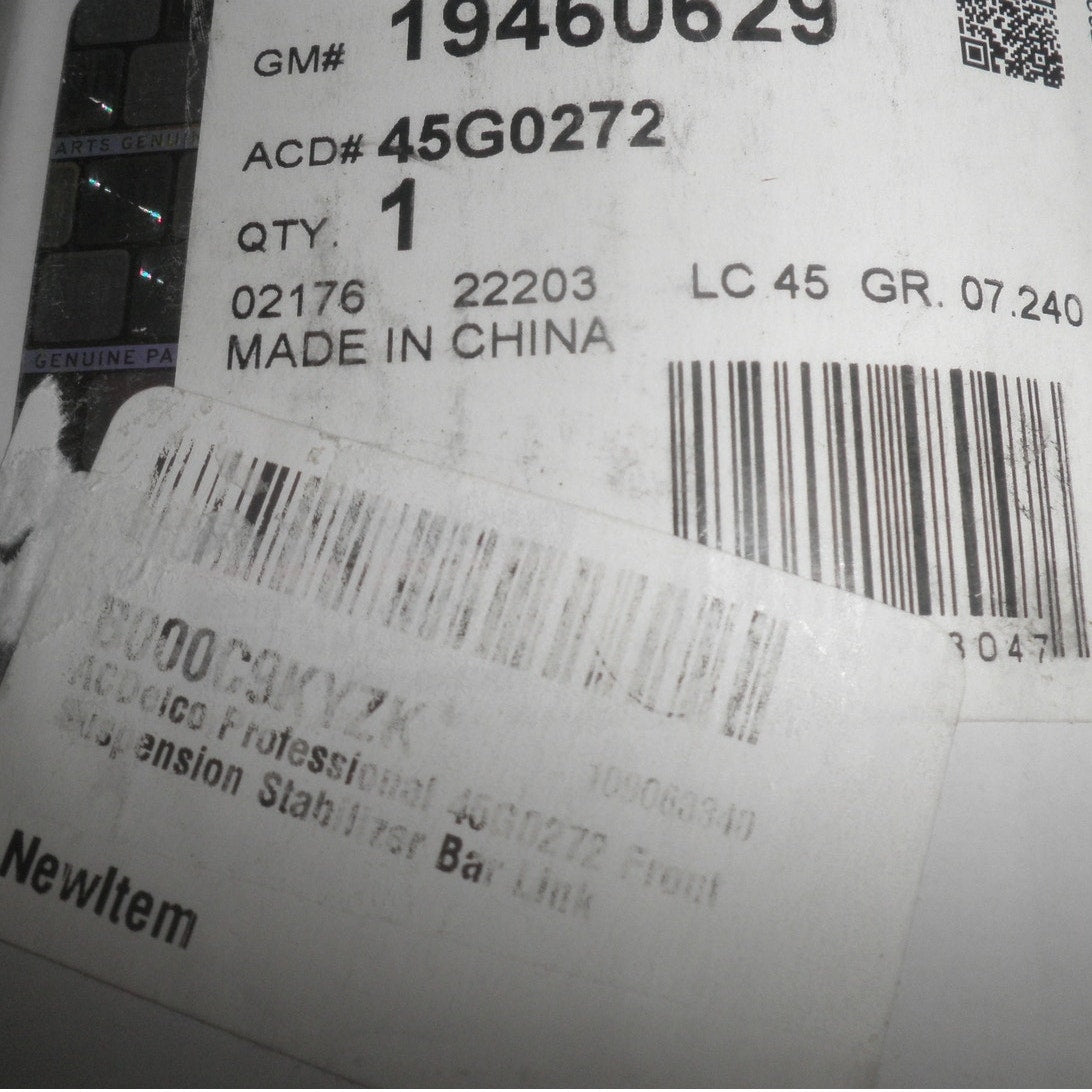 GM# 19460629
ACD# 45G0272
QTY. 1
02176 22203 LC 45 GR. 07.240
MADE IN CHINA
ARTS GENUI
GENUINE PA
3047
Acdelco Professional 45G0272 Front
Suspension Stabilizer Bar Link
NewItem